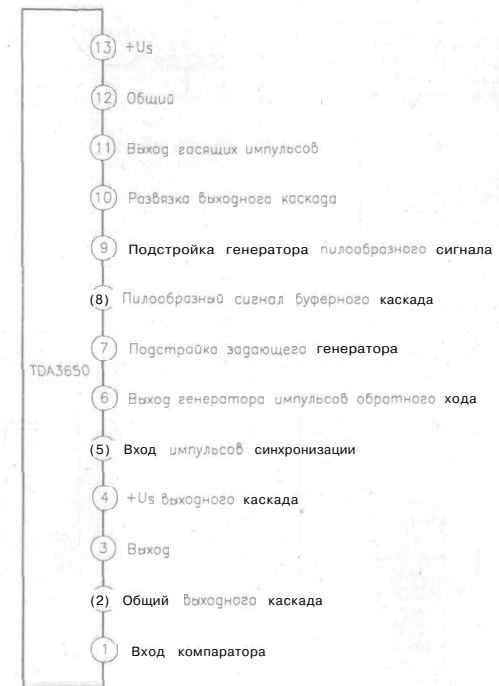 13 +Us
12 Общий
11 Выход гасящих импульсов
10 Развязка выходного каскада
9 Подстройка генератора пилообразного сигнала
(8) Пилообразный сигнал буферного каскада
7 Подстройка задающего генератора
TDA3650
6 Выход генератора импульсов обратного хода
(5) Вход импульсов синхронизации
4 +Us выходного каскада
3 Выход
(2) Общий выходного каскада
1 Вход компаратора